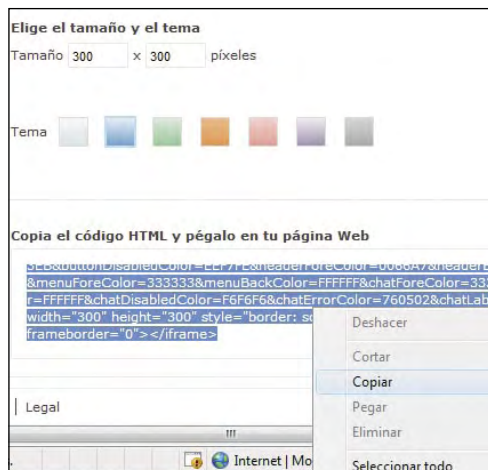 Elige el tamaño y el tema
Tamaño 300 x 300 píxeles
Tema
Copia el código HTML y pégalo en tu página Web
&menuForeColor=333333&menuBackColor=FFFFFF&chatForeColor=333
r=FFFFFF&chatDisabledColor=F6F6F6&chatErrorColor=760502&chatLab
width="300" height="300" style="border: so
frameborder="0"></iframe>
Deshacer
Cortar
Copiar
Pegar
Eliminar
Seleccionar todo
Legal
Internet | Mo